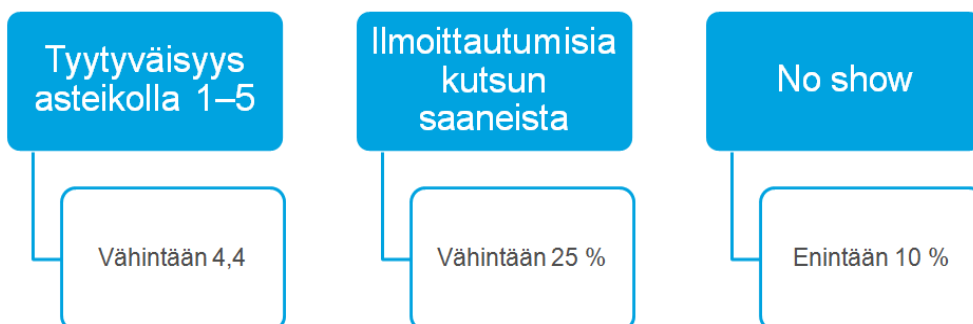 Tyytyväisyys
asteikolla 1–5
Vähintään 4,4
Ilmoittautumisia
kutsun
saaneista
Vähintään 25 %
No show
Enintään 10 %